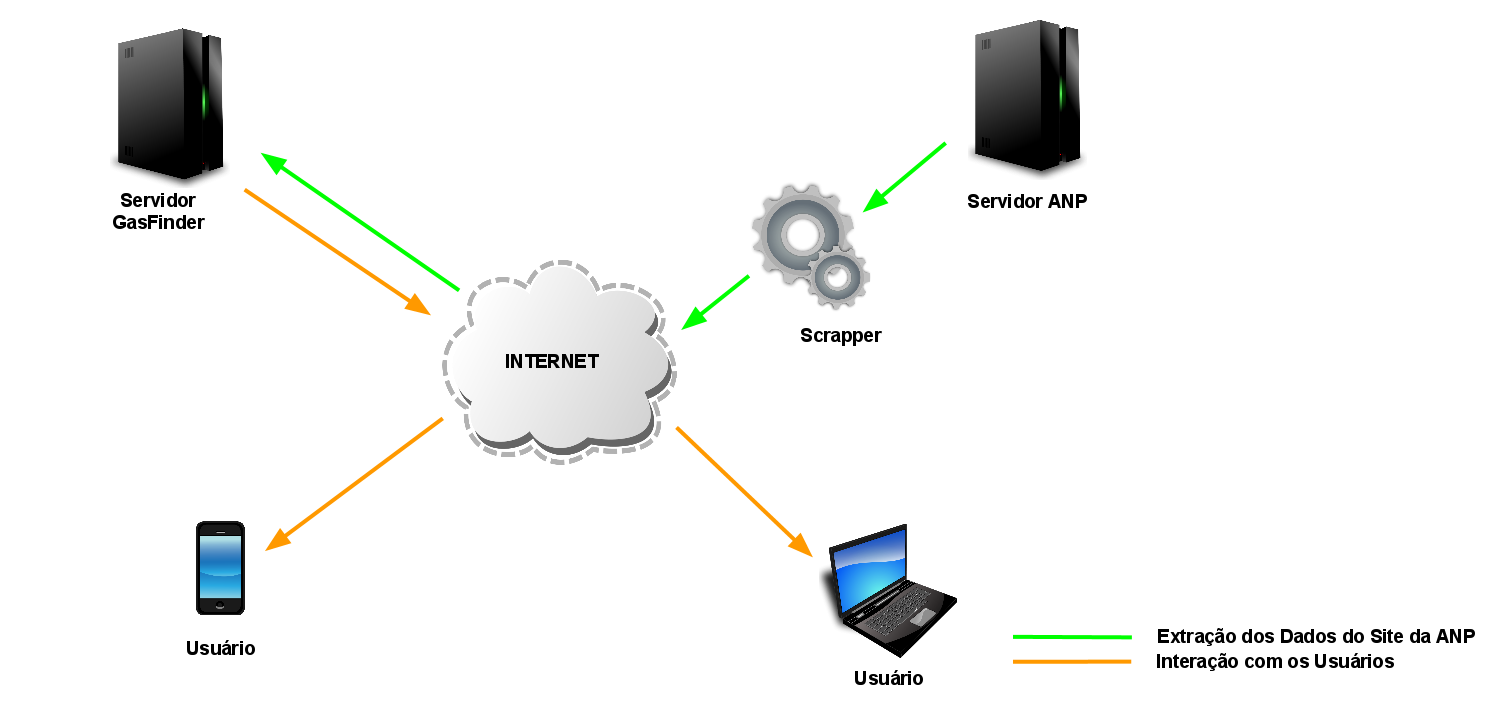 Servidor
GasFinder
Servidor ANP
Scrapper
INTERNET
Usuário
Usuário
Extração dos Dados do Site da ANP
Interação com os Usuários